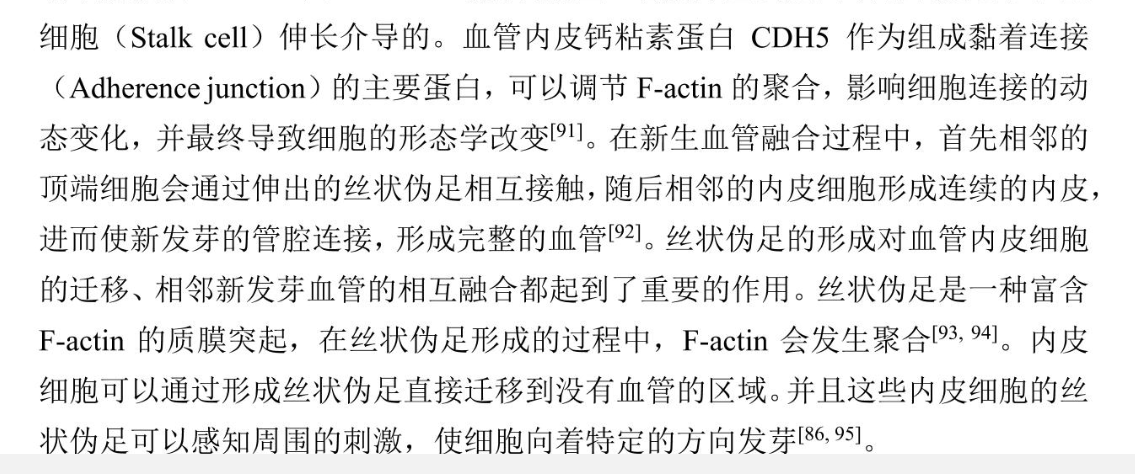 细胞（Stalk cell）伸长介导的。血管内皮钙粘素蛋白 CDH5 作为组成黏着连接
（Adherence junction）的主要蛋白，可以调节 F-actin 的聚合，影响细胞连接的动
态变化，并最终导致细胞的形态学改变[91]。在新生血管融合过程中，首先相邻的
顶端细胞会通过伸出的丝状伪足相互接触，随后相邻的内皮细胞形成连续的内皮，
进而使新发芽的管腔连接，形成完整的血管[92]。丝状伪足的形成对血管内皮细胞
的迁移、相邻新发芽血管的相互融合都起到了重要的作用。丝状伪足是一种富含
F-actin 的质膜突起，在丝状伪足形成的过程中，F-actin 会发生聚合[93, 94]。内皮
细胞可以通过形成丝状伪足直接迁移到没有血管的区域。并且这些内皮细胞的丝
状伪足可以感知周围的刺激，使细胞向着特定的方向发芽[86, 95]。